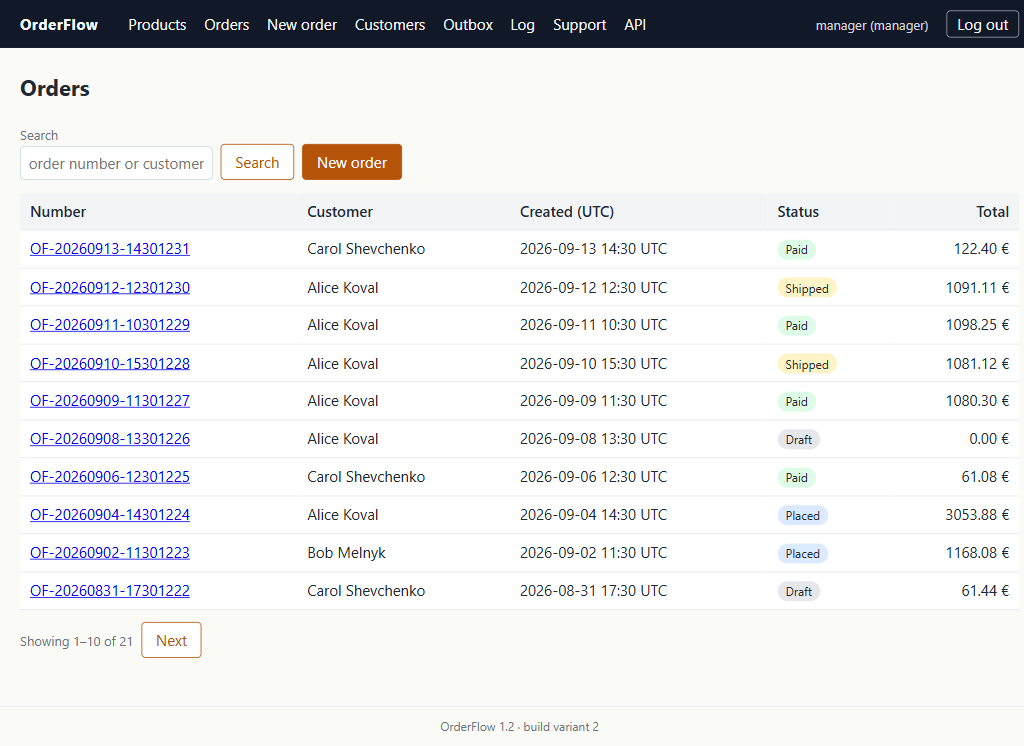 OrderFlow Products Orders New order Customers Outbox Log Support API manager (manager) Log out
Orders
Search
order number or customer Search New order
Number Customer Created (UTC) Status Total
OF-20260913-14301231 Carol Shevchenko 2026-09-13 14:30 UTC Paid 122.40 €
OF-20260912-12301230 Alice Koval 2026-09-12 12:30 UTC Shipped 1091.11 €
OF-20260911-10301229 Alice Koval 2026-09-11 10:30 UTC Paid 1098.25 €
OF-20260910-15301228 Alice Koval 2026-09-10 15:30 UTC Shipped 1081.12 €
OF-20260909-11301227 Alice Koval 2026-09-09 11:30 UTC Paid 1080.30 €
OF-20260908-13301226 Alice Koval 2026-09-08 13:30 UTC Draft 0.00 €
OF-20260906-12301225 Carol Shevchenko 2026-09-06 12:30 UTC Paid 61.08 €
OF-20260904-14301224 Alice Koval 2026-09-04 14:30 UTC Placed 3053.88 €
OF-20260902-11301223 Bob Melnyk 2026-09-02 11:30 UTC Placed 1168.08 €
OF-20260831-17301222 Carol Shevchenko 2026-08-31 17:30 UTC Draft 61.44 €
Showing 1–10 of 21 Next
OrderFlow 1.2 · build variant 2